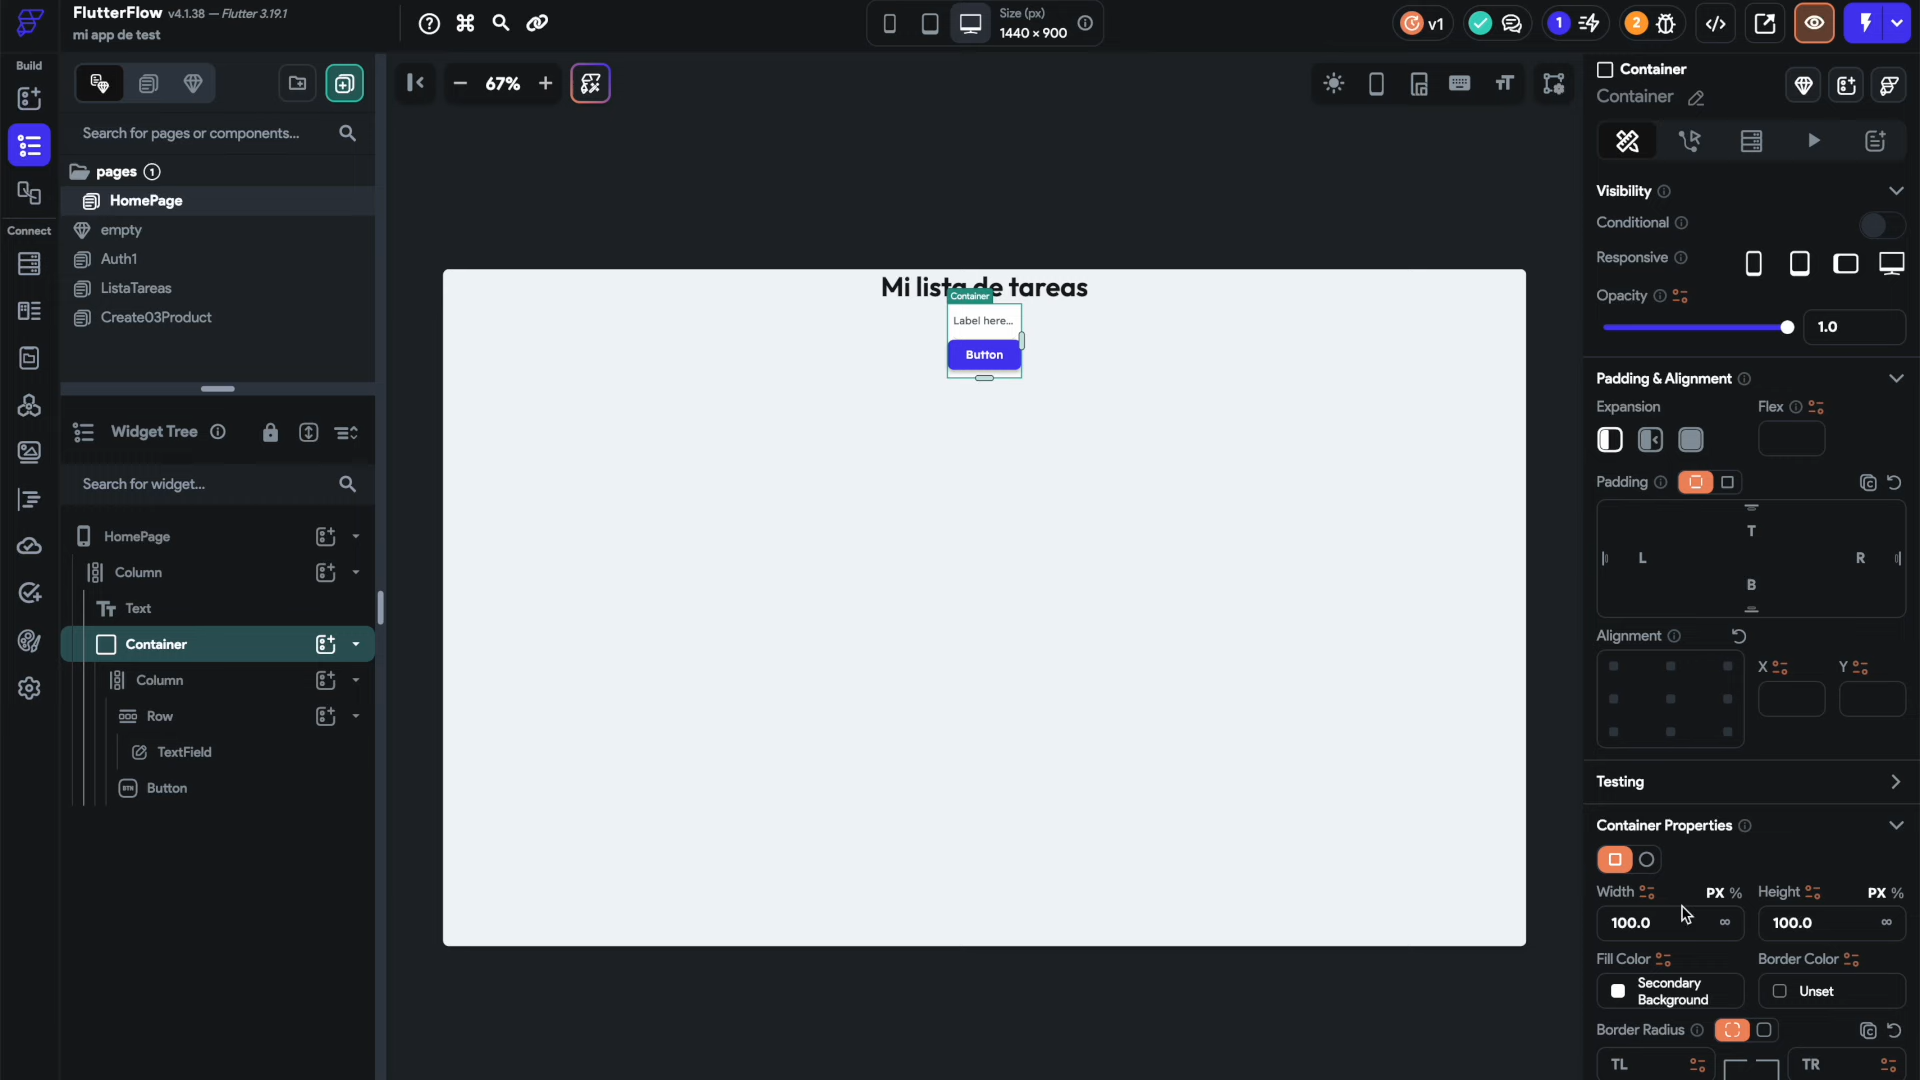 FlutterFlow v4.1.38 — Flutter 3.19.1
mi app de test
Size (px)
1440 × 900
v1
1
2
Build
67%
Search for pages or components...
pages 1
HomePage
empty
Auth1
ListaTareas
Create03Product
Connect
Widget Tree
Search for widget...
HomePage
Column
Text
Container
Column
Row
TextField
Button
BTN
Mi lista de tareas
Container
Label here...
Button
Container
Container
Visibility
Conditional
Responsive
Opacity
1.0
Padding & Alignment
Expansion
Flex
Padding
T
L
R
B
Alignment
X
Y
Testing
Container Properties
Width PX %
Height PX %
100.0 ∞
100.0 ∞
Fill Color
Border Color
Secondary
Background
Unset
Border Radius
TL
TR